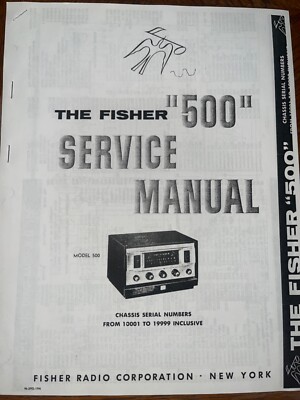 THE FISHER "500"
SERVICE
MANUAL
MODEL 500
CHASSIS SERIAL NUMBERS
FROM 10001 TO 19999 INCLUSIVE
FISHER RADIO CORPORATION · NEW YORK
THE FISHER "500"
CHASSIS SERIAL NUMBERS